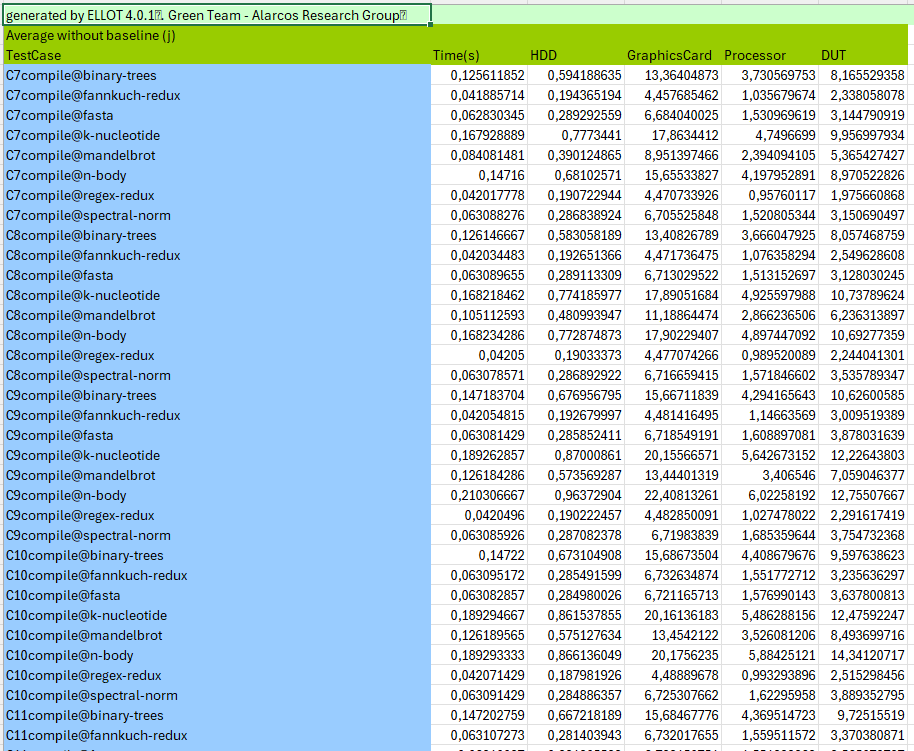 generated by ELLOT 4.0.1. Green Team - Alarcos Research Group
Average without baseline (j)
TestCase Time(s) HDD GraphicsCard Processor DUT
C7compile@binary-trees 0,125611852 0,594188635 13,36404873 3,730569753 8,165529358
C7compile@fannkuch-redux 0,041885714 0,194365194 4,457685462 1,035679674 2,338058078
C7compile@fasta 0,062830345 0,289292559 6,684040025 1,530969619 3,144790919
C7compile@k-nucleotide 0,167928889 0,7773441 17,8634412 4,7496699 9,956997934
C7compile@mandelbrot 0,084081481 0,390124865 8,951397466 2,394094105 5,365427427
C7compile@n-body 0,14716 0,68102571 15,65533827 4,197952891 8,970522826
C7compile@regex-redux 0,042017778 0,190722944 4,470733926 0,95760117 1,975660868
C7compile@spectral-norm 0,063088276 0,286838924 6,705525848 1,520805344 3,150690497
C8compile@binary-trees 0,126146667 0,583058189 13,40826789 3,666047925 8,057468759
C8compile@fannkuch-redux 0,042034483 0,192651366 4,471736475 1,076358294 2,549628608
C8compile@fasta 0,063089655 0,289113309 6,713029522 1,513152697 3,128030245
C8compile@k-nucleotide 0,168218462 0,774185977 17,89051684 4,925597988 10,73789624
C8compile@mandelbrot 0,105112593 0,480993947 11,18864474 2,866236506 6,236313897
C8compile@n-body 0,168234286 0,772874873 17,90229407 4,897447092 10,69277359
C8compile@regex-redux 0,04205 0,19033373 4,477074266 0,989520089 2,244041301
C8compile@spectral-norm 0,063078571 0,286892922 6,716659415 1,571846602 3,535789347
C9compile@binary-trees 0,147183704 0,676956795 15,66711839 4,294165643 10,62600585
C9compile@fannkuch-redux 0,042054815 0,192679997 4,481416495 1,14663569 3,009519389
C9compile@fasta 0,063081429 0,285852411 6,718549191 1,608897081 3,878031639
C9compile@k-nucleotide 0,189262857 0,87000861 20,15566571 5,642673152 12,22643803
C9compile@mandelbrot 0,126184286 0,573569287 13,44401319 3,406546 7,059046377
C9compile@n-body 0,210306667 0,96372904 22,40813261 6,02258192 12,75507667
C9compile@regex-redux 0,0420496 0,190222457 4,482850091 1,027478022 2,291617419
C9compile@spectral-norm 0,063085926 0,287082378 6,71983839 1,685359644 3,754732368
C10compile@binary-trees 0,14722 0,673104908 15,68673504 4,408679676 9,597638623
C10compile@fannkuch-redux 0,063095172 0,285491599 6,732634874 1,551772712 3,235636297
C10compile@fasta 0,063082857 0,284980026 6,721165713 1,576990143 3,637800813
C10compile@k-nucleotide 0,189294667 0,861537855 20,16136183 5,486288156 12,47592247
C10compile@mandelbrot 0,126189565 0,575127634 13,4542122 3,526081206 8,493699716
C10compile@n-body 0,189293333 0,866136049 20,1756235 5,88425121 14,34120717
C10compile@regex-redux 0,042071429 0,187981926 4,48889678 0,993293896 2,515298456
C10compile@spectral-norm 0,063091429 0,284886357 6,725307662 1,62295958 3,889352795
C11compile@binary-trees 0,147202759 0,667218189 15,68467776 4,369514723 9,72515519
C11compile@fannkuch-redux 0,063107273 0,281403943 6,732017655 1,559511572 3,370380871